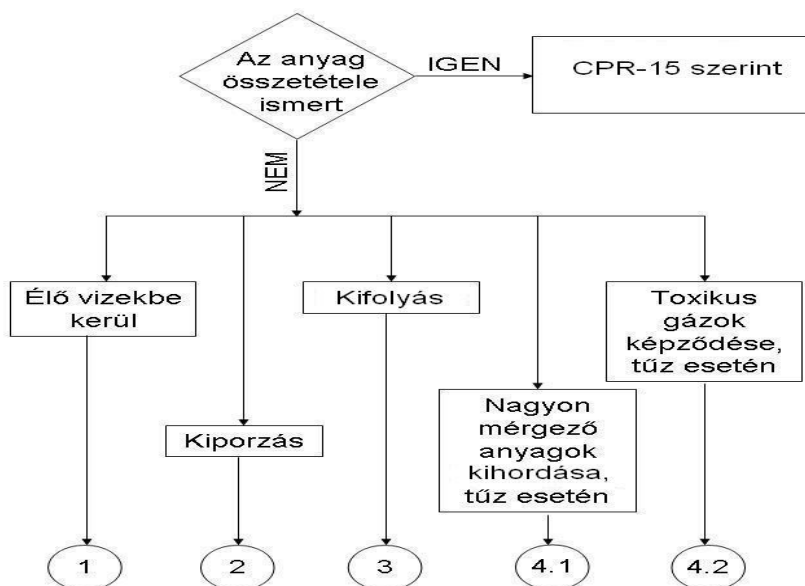 Az anyag
összetétele
ismert
IGEN
CPR-15 szerint
NEM
Élő vizekbe
kerül
Kiporzás
Kifolyás
Nagyon
mérgező
anyagok
kihordása,
tűz esetén
Toxikus
gázok
képződése,
tűz esetén
1
2
3
4.1
4.2